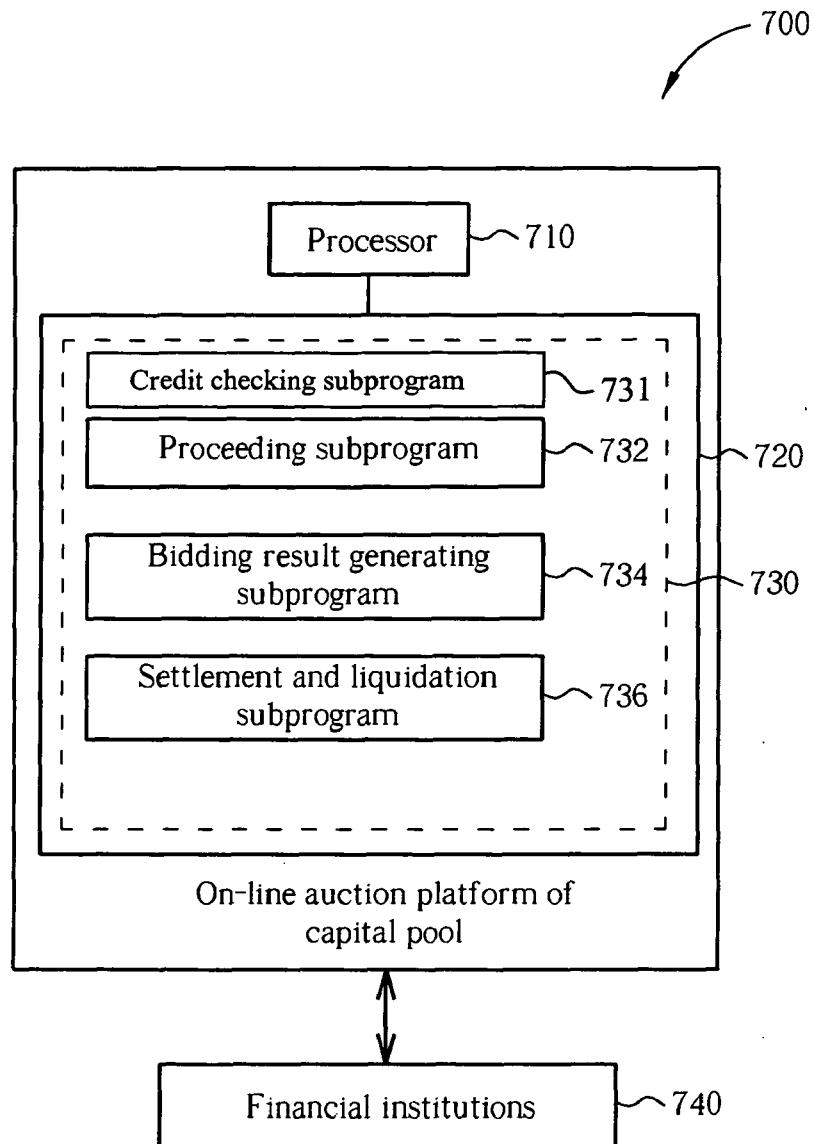 700
Processor 710
Credit checking subprogram 731
Proceeding subprogram 732
720
Bidding result generating
subprogram
734
730
Settlement and liquidation
subprogram
736
On-line auction platform of
capital pool
Financial institutions 740